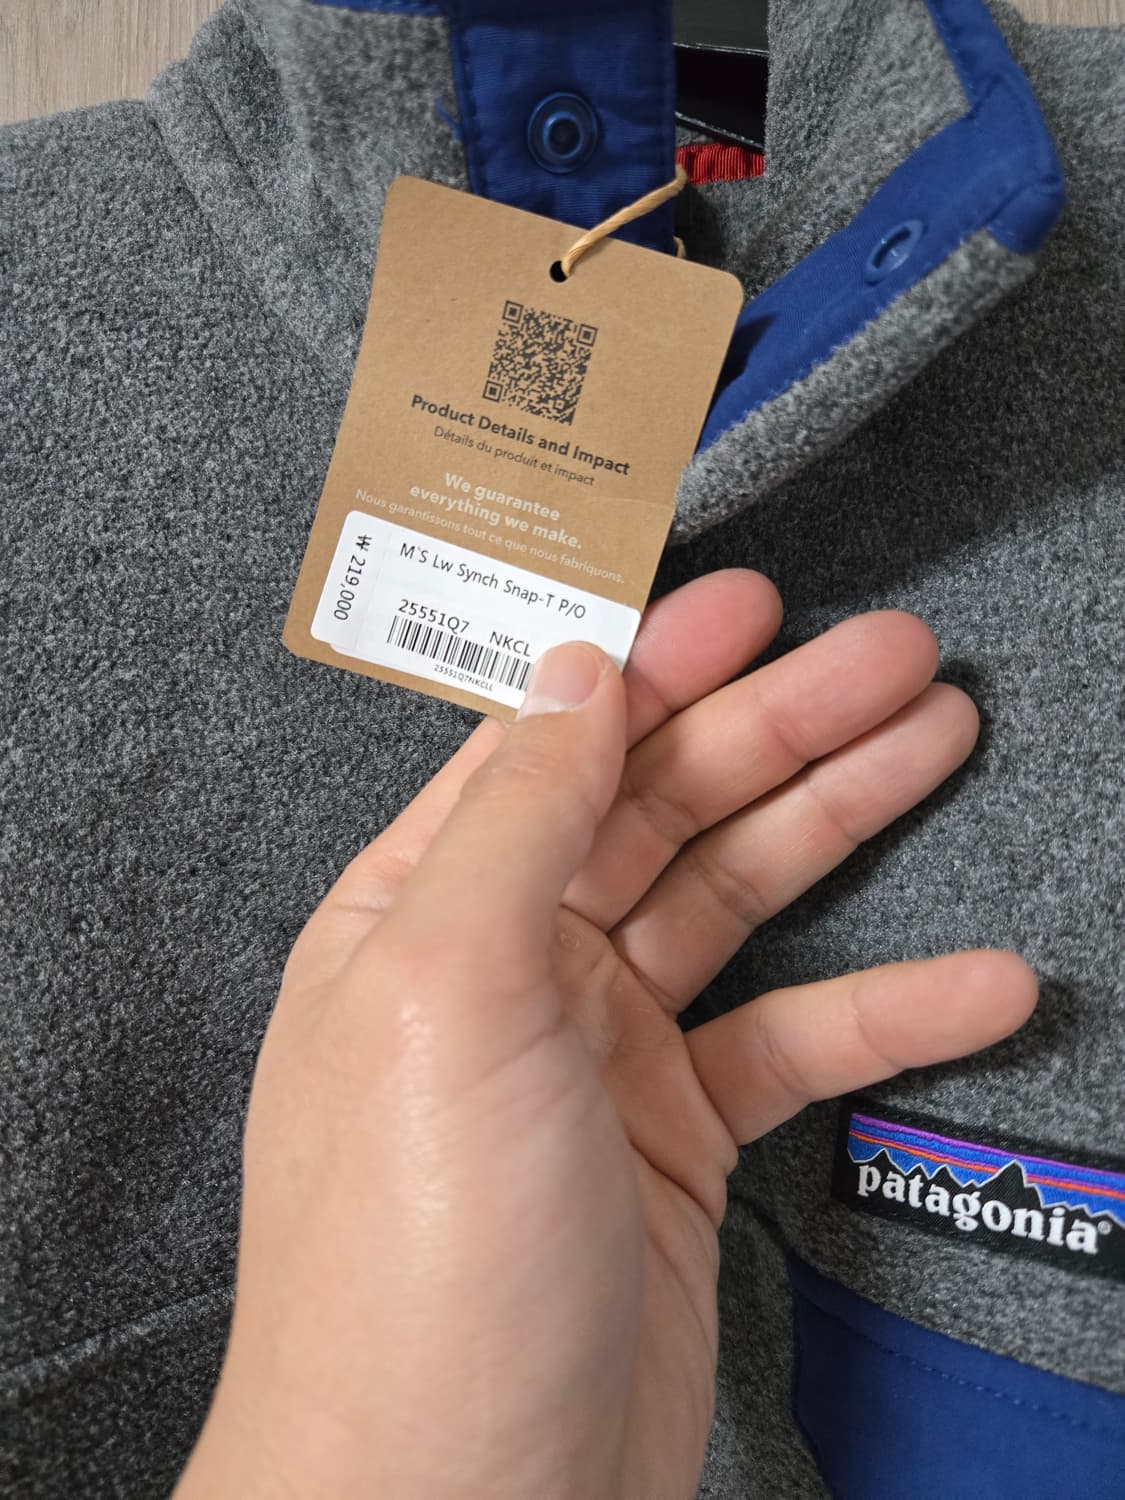 Product Details and Impact
Détails du produit et impact
We guarantee
everything we make.
Nous garantissons tout ce que nous fabriquons.
₩ 219,000
M'S Lw Synch Snap-T P/O
25551Q7 NKCL
25551Q7NKCLL
patagonia®